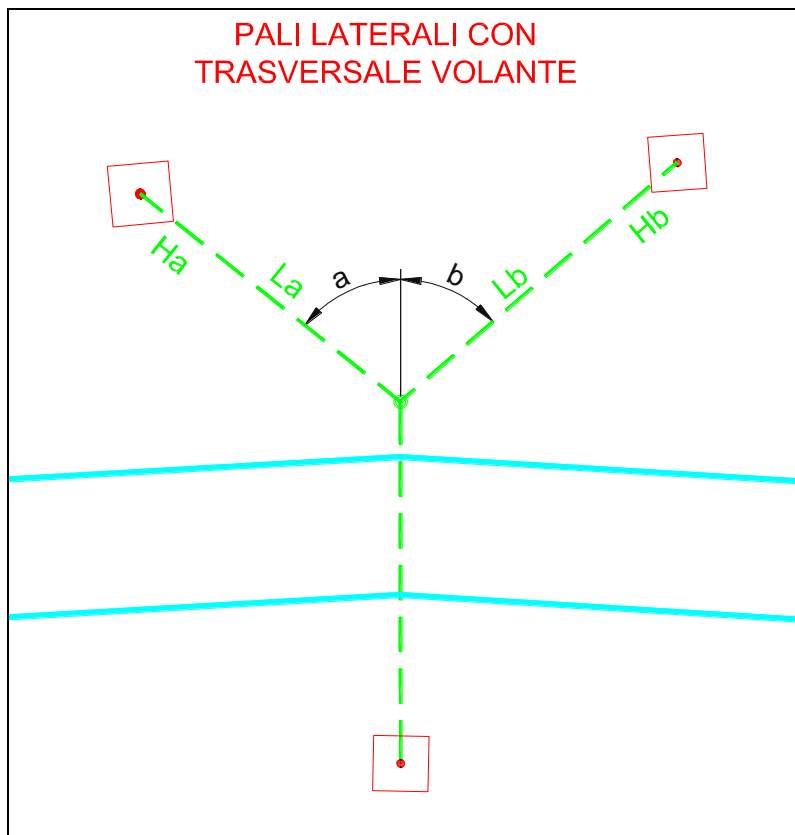 PALI LATERALI CON
TRASVERSALE VOLANTE
Ha
La
a
b
Lb
Hb